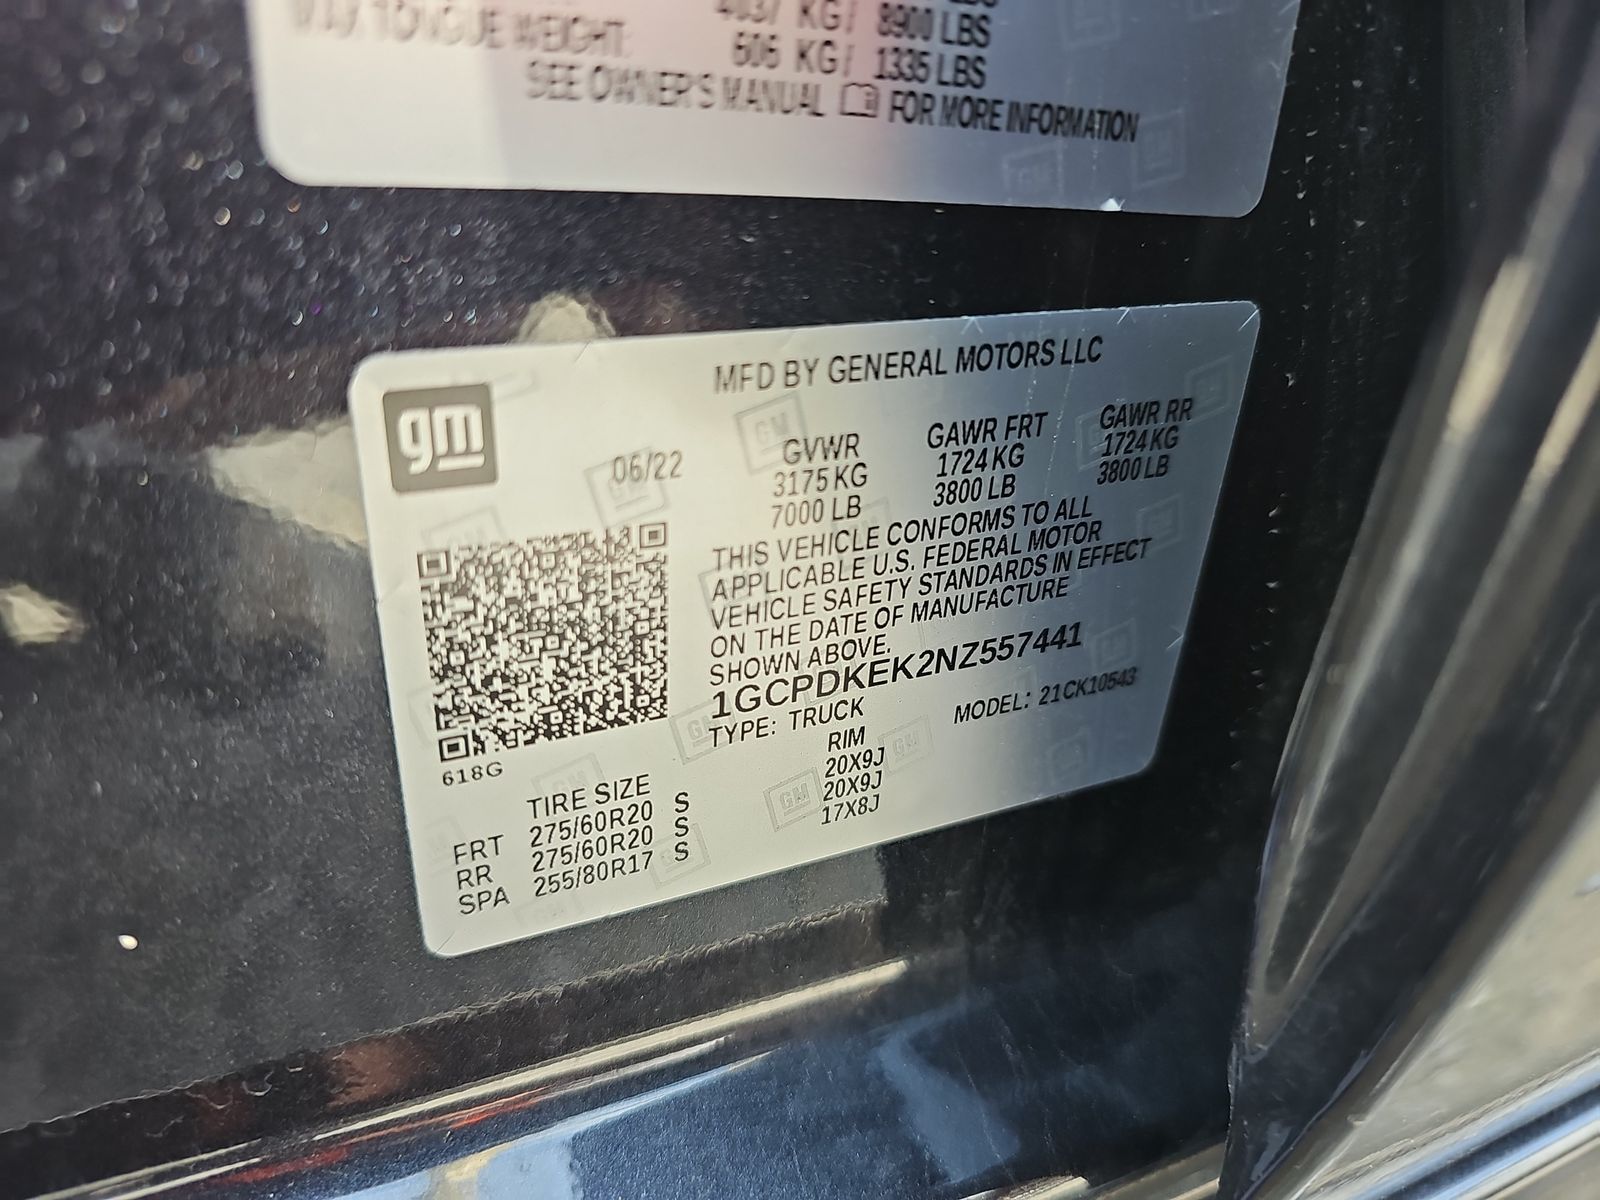 4037 KG/ 8900 LBS
MAX TONGUE WEIGHT: 606 KG/ 1335 LBS
SEE OWNER'S MANUAL FOR MORE INFORMATION
gm
MFD BY GENERAL MOTORS LLC
06/22
GVWR GAWR FRT GAWR RR
3175 KG 1724 KG 1724 KG
7000 LB 3800 LB 3800 LB
THIS VEHICLE CONFORMS TO ALL
APPLICABLE U.S. FEDERAL MOTOR
VEHICLE SAFETY STANDARDS IN EFFECT
ON THE DATE OF MANUFACTURE
SHOWN ABOVE.
1GCPDKEK2NZ557441
TYPE: TRUCK MODEL: 21CK10543
618G
TIRE SIZE RIM
FRT 275/60R20 S 20X9J
RR 275/60R20 S 20X9J
SPA 255/80R17 S 17X8J